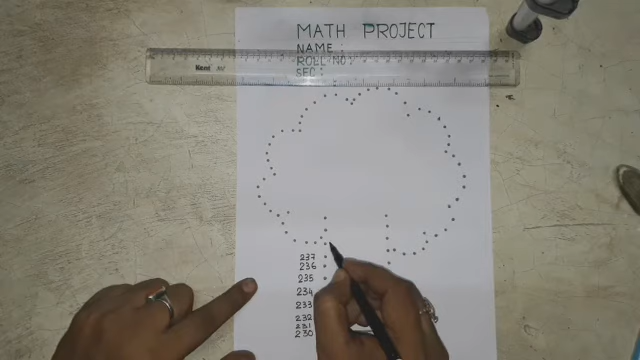 MATH PROJECT
NAME :
ROLL NO:
SEC:
237
236
235
234
233
232
231
230